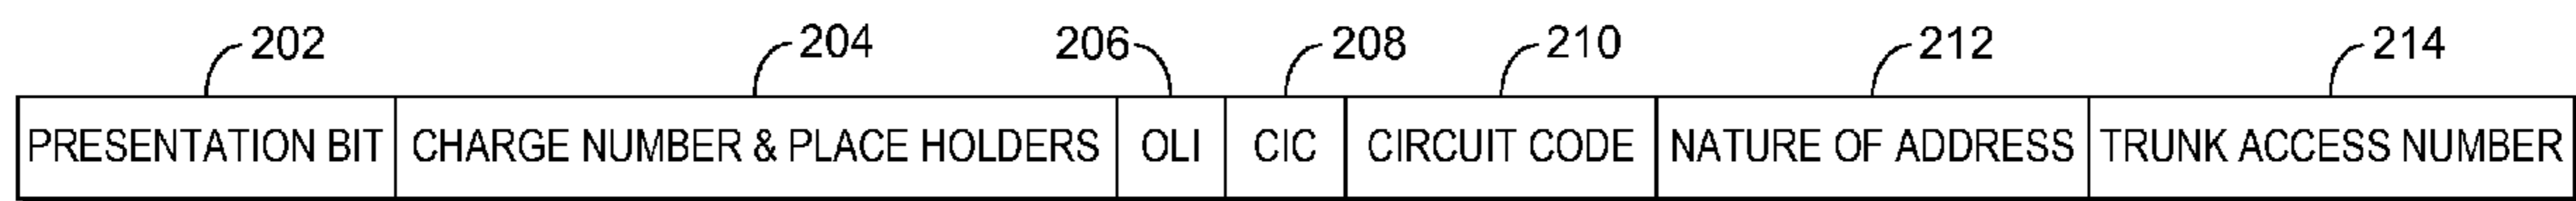 202 204 206 208 210 212 214
PRESENTATION BIT CHARGE NUMBER & PLACE HOLDERS OLI CIC CIRCUIT CODE NATURE OF ADDRESS TRUNK ACCESS NUMBER